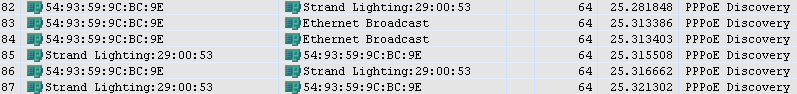 82 54:93:59:9C:BC:9E Strand Lighting:29:00:53 64 25.281848 PPPoE Discovery
83 54:93:59:9C:BC:9E Ethernet Broadcast 64 25.313386 PPPoE Discovery
84 54:93:59:9C:BC:9E Ethernet Broadcast 64 25.313403 PPPoE Discovery
85 Strand Lighting:29:00:53 54:93:59:9C:BC:9E 64 25.315508 PPPoE Discovery
86 54:93:59:9C:BC:9E Strand Lighting:29:00:53 64 25.316662 PPPoE Discovery
87 Strand Lighting:29:00:53 54:93:59:9C:BC:9E 64 25.321302 PPPoE Discovery